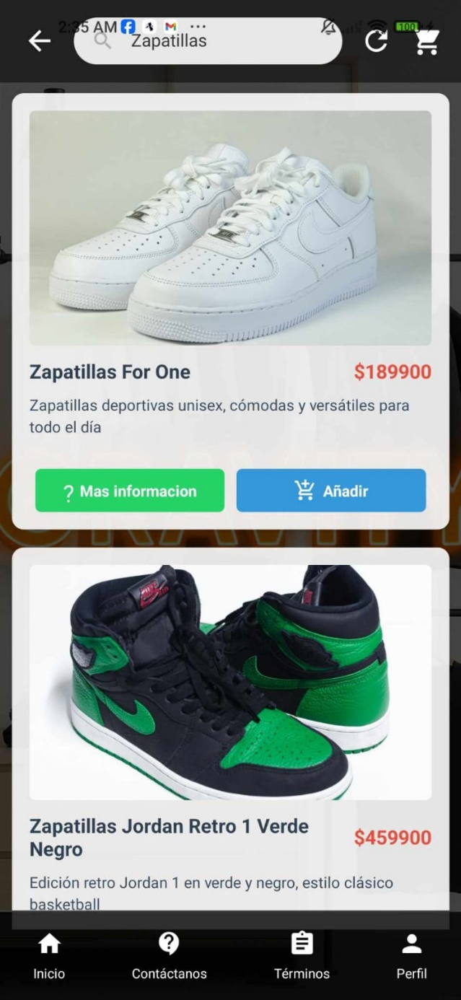 2:35 AM
100
Zapatillas
Zapatillas For One
$189900
Zapatillas deportivas unisex, cómodas y versátiles para
todo el día
? Mas informacion
Añadir
GRAVITY
Zapatillas Jordan Retro 1 Verde
Negro
$459900
Edición retro Jordan 1 en verde y negro, estilo clásico
basketball
Inicio
Contáctanos
Términos
Perfil